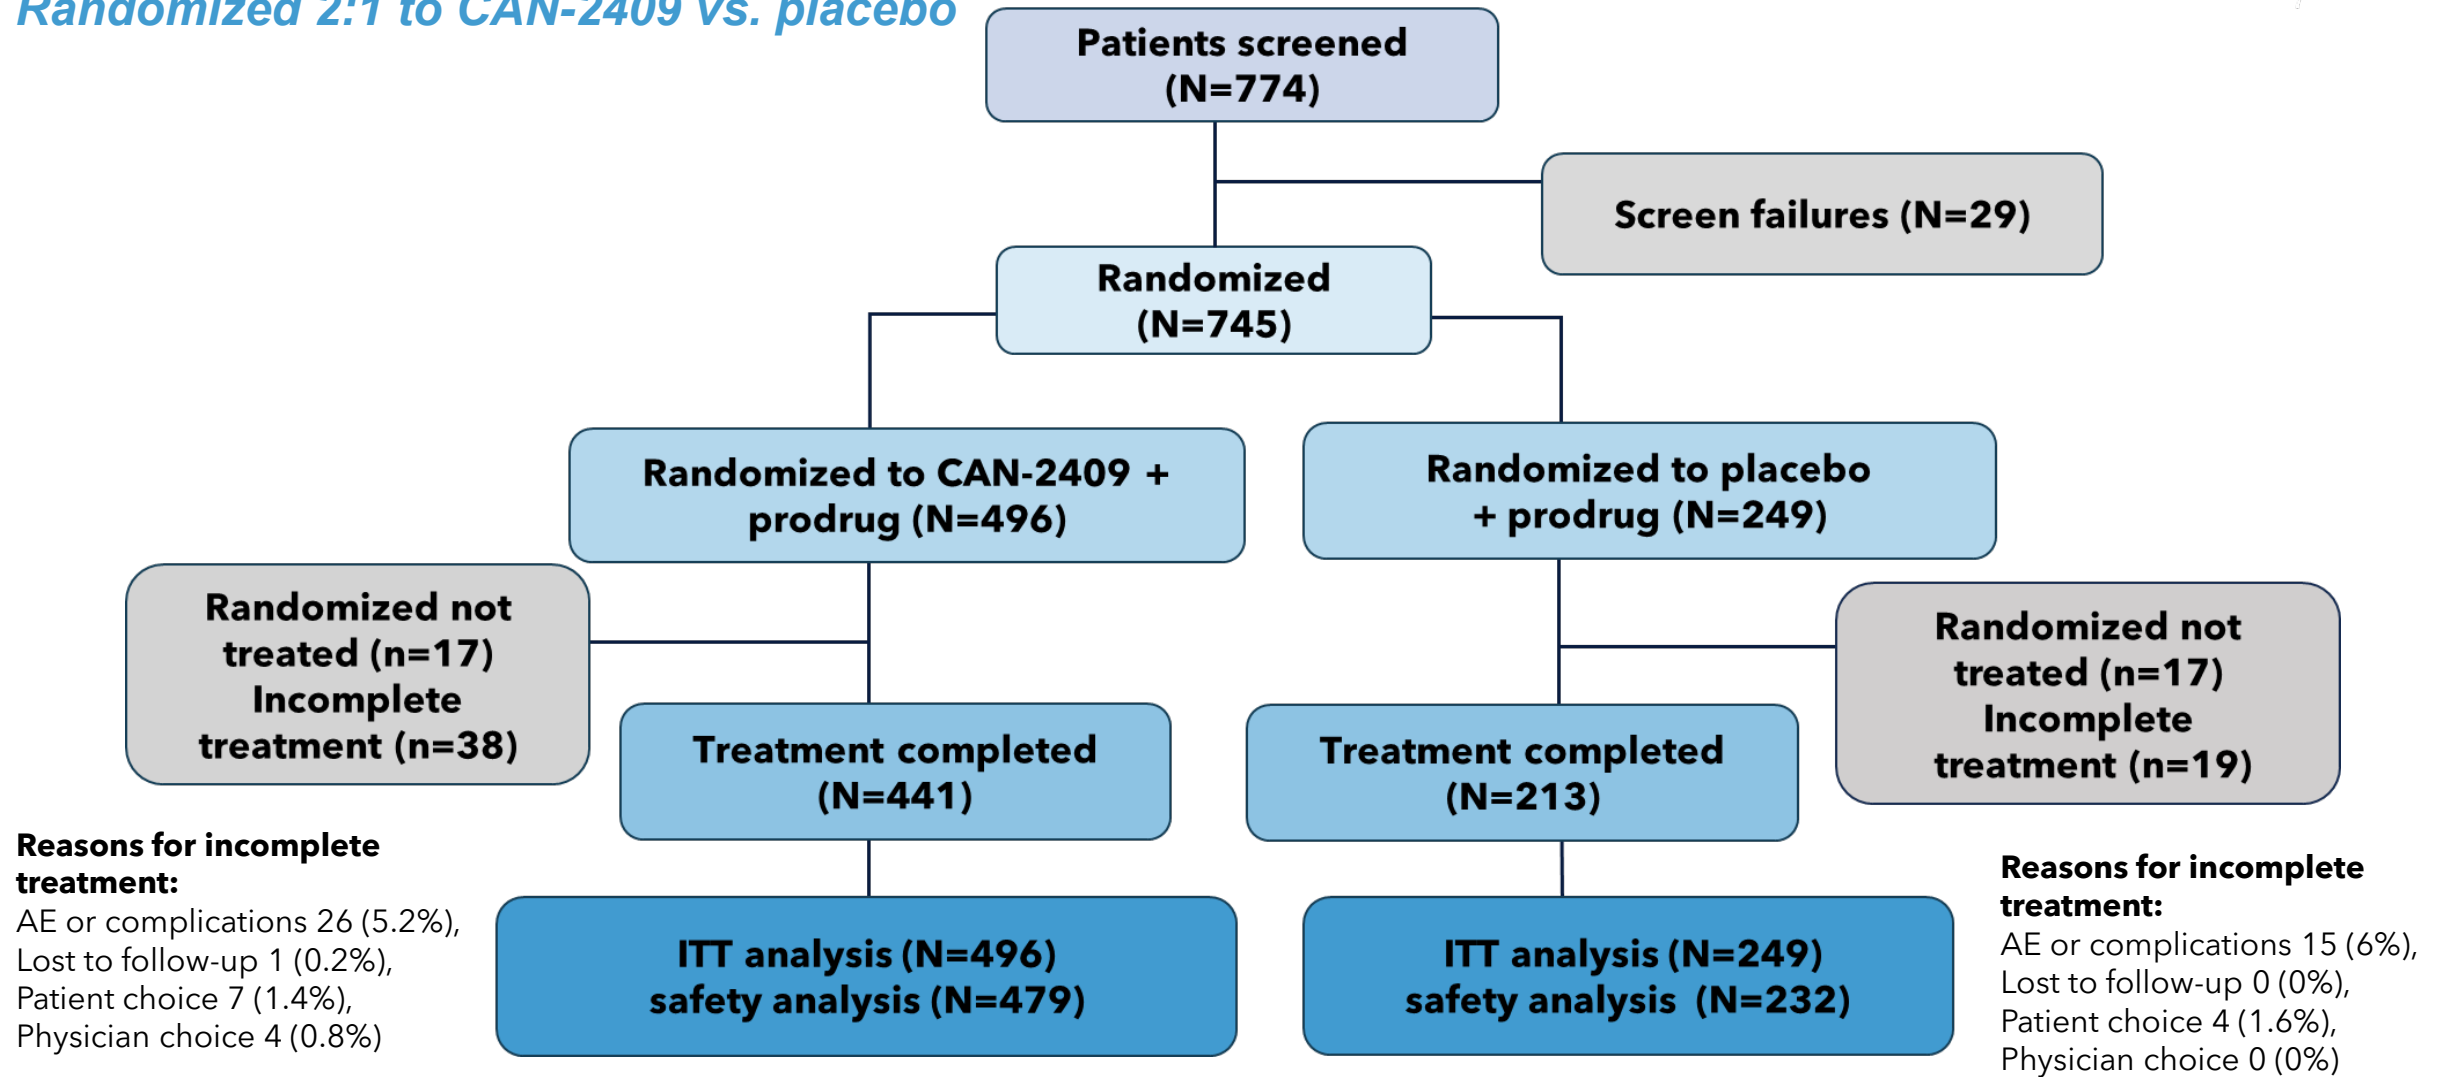 Randomized 2:1 to CAN-2409 vs. placebo
Patients screened
(N=774)
Screen failures (N=29)
Randomized
(N=745)
Randomized to CAN-2409 +
prodrug (N=496)
Randomized to placebo
+ prodrug (N=249)
Randomized not
treated (n=17)
Incomplete
treatment (n=38)
Randomized not
treated (n=17)
Incomplete
treatment (n=19)
Treatment completed
(N=441)
Treatment completed
(N=213)
Reasons for incomplete
treatment:
AE or complications 26 (5.2%),
Lost to follow-up 1 (0.2%),
Patient choice 7 (1.4%),
Physician choice 4 (0.8%)
ITT analysis (N=496)
safety analysis (N=479)
ITT analysis (N=249)
safety analysis (N=232)
Reasons for incomplete
treatment:
AE or complications 15 (6%),
Lost to follow-up 0 (0%),
Patient choice 4 (1.6%),
Physician choice 0 (0%)